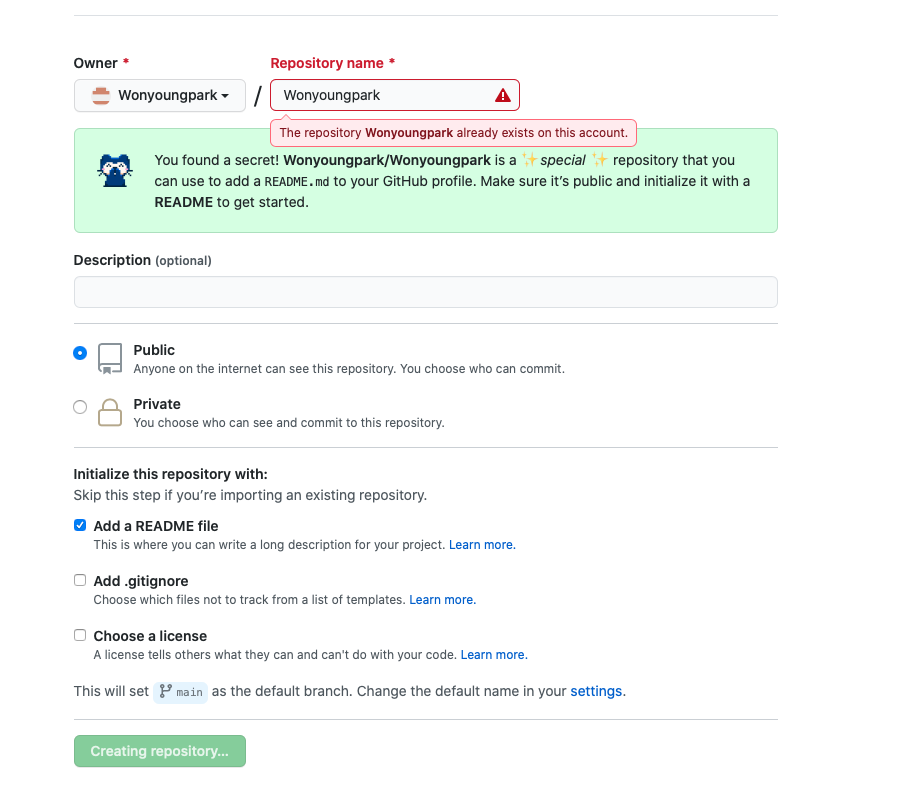 Owner *
Repository name *
Wonyoungpark
/
Wonyoungpark
The repository Wonyoungpark already exists on this account.
You found a secret! Wonyoungpark/Wonyoungpark is a ✨special ✨ repository that you
can use to add a README.md to your GitHub profile. Make sure it’s public and initialize it with a
README to get started.
Description (optional)
Public
Anyone on the internet can see this repository. You choose who can commit.
Private
You choose who can see and commit to this repository.
Initialize this repository with:
Skip this step if you’re importing an existing repository.
Add a README file
This is where you can write a long description for your project. Learn more.
Add .gitignore
Choose which files not to track from a list of templates. Learn more.
Choose a license
A license tells others what they can and can't do with your code. Learn more.
This will set main as the default branch. Change the default name in your settings.
Creating repository...